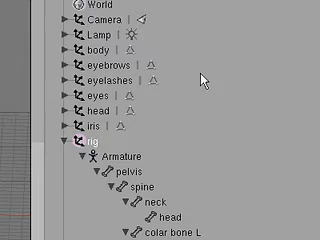 World
Camera
Lamp
body
eyebrows
eyelashes
eyes
head
iris
rig
Armature
pelvis
spine
neck
head
colar bone L